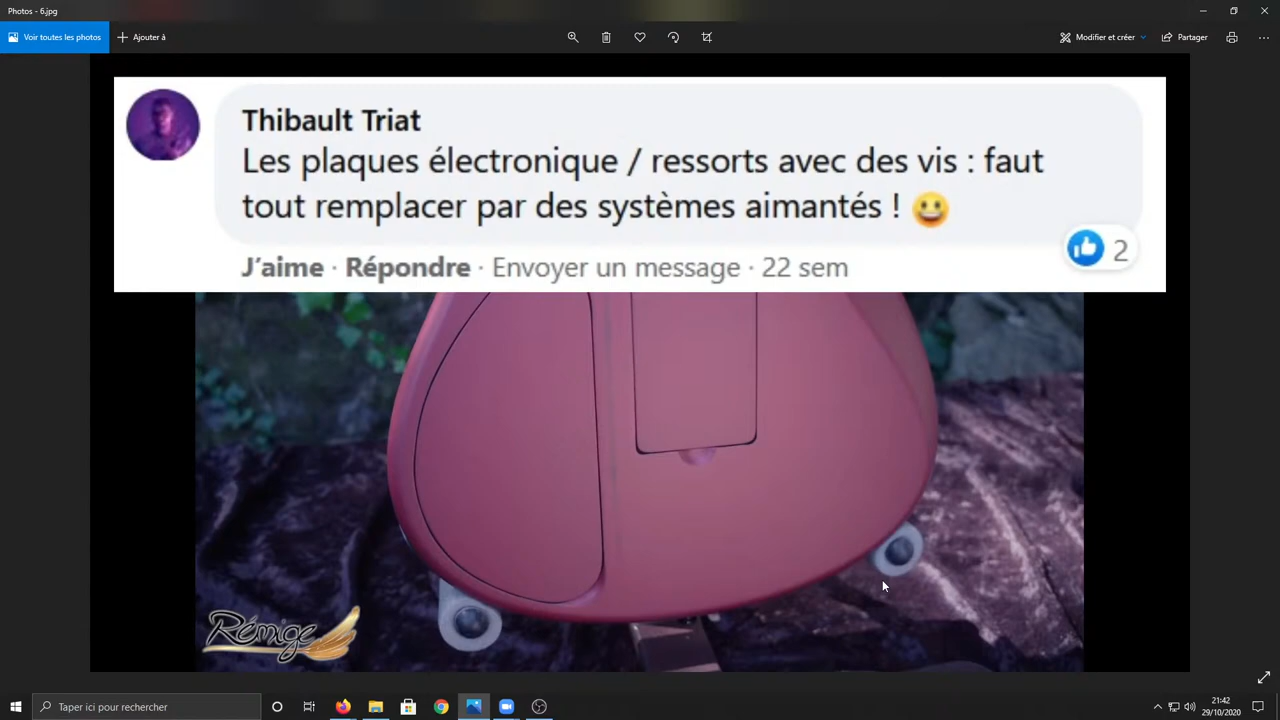 Photos - 6.jpg
Voir toutes les photos
Ajouter à
Modifier et créer
Partager
Thibault Triat
Les plaques électronique / ressorts avec des vis : faut
tout remplacer par des systèmes aimantés ! 😀
J'aime · Répondre · Envoyer un message · 22 sem
2
Rémige
Taper ici pour rechercher
21:42
29/10/2020